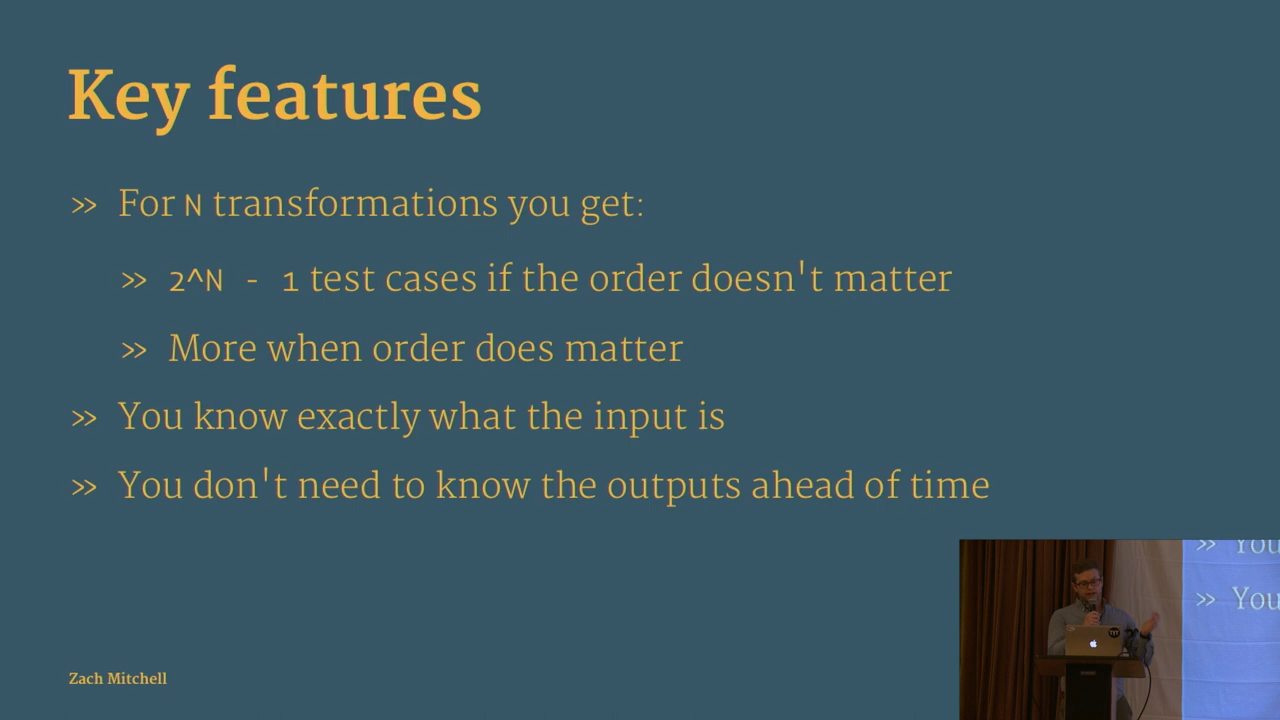 Key features
» For N transformations you get:
» 2^N - 1 test cases if the order doesn't matter
» More when order does matter
» You know exactly what the input is
» You don't need to know the outputs ahead of time
Zach Mitchell
» You
» You